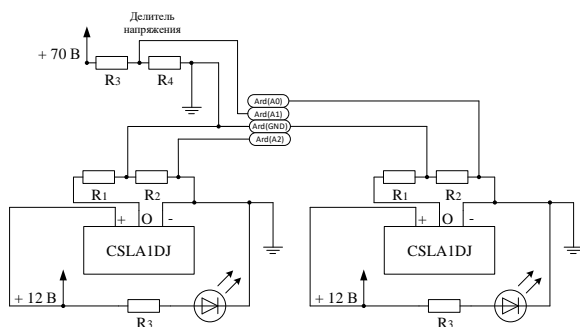 Делитель
напряжения
+ 70 В
R3
R4
Ard(A0)
Ard(A1)
Ard(GND)
Ard(A2)
R1
R2
R1
R2
+ O -
+ O -
CSLA1DJ
CSLA1DJ
+ 12 В
R3
+ 12 В
R3